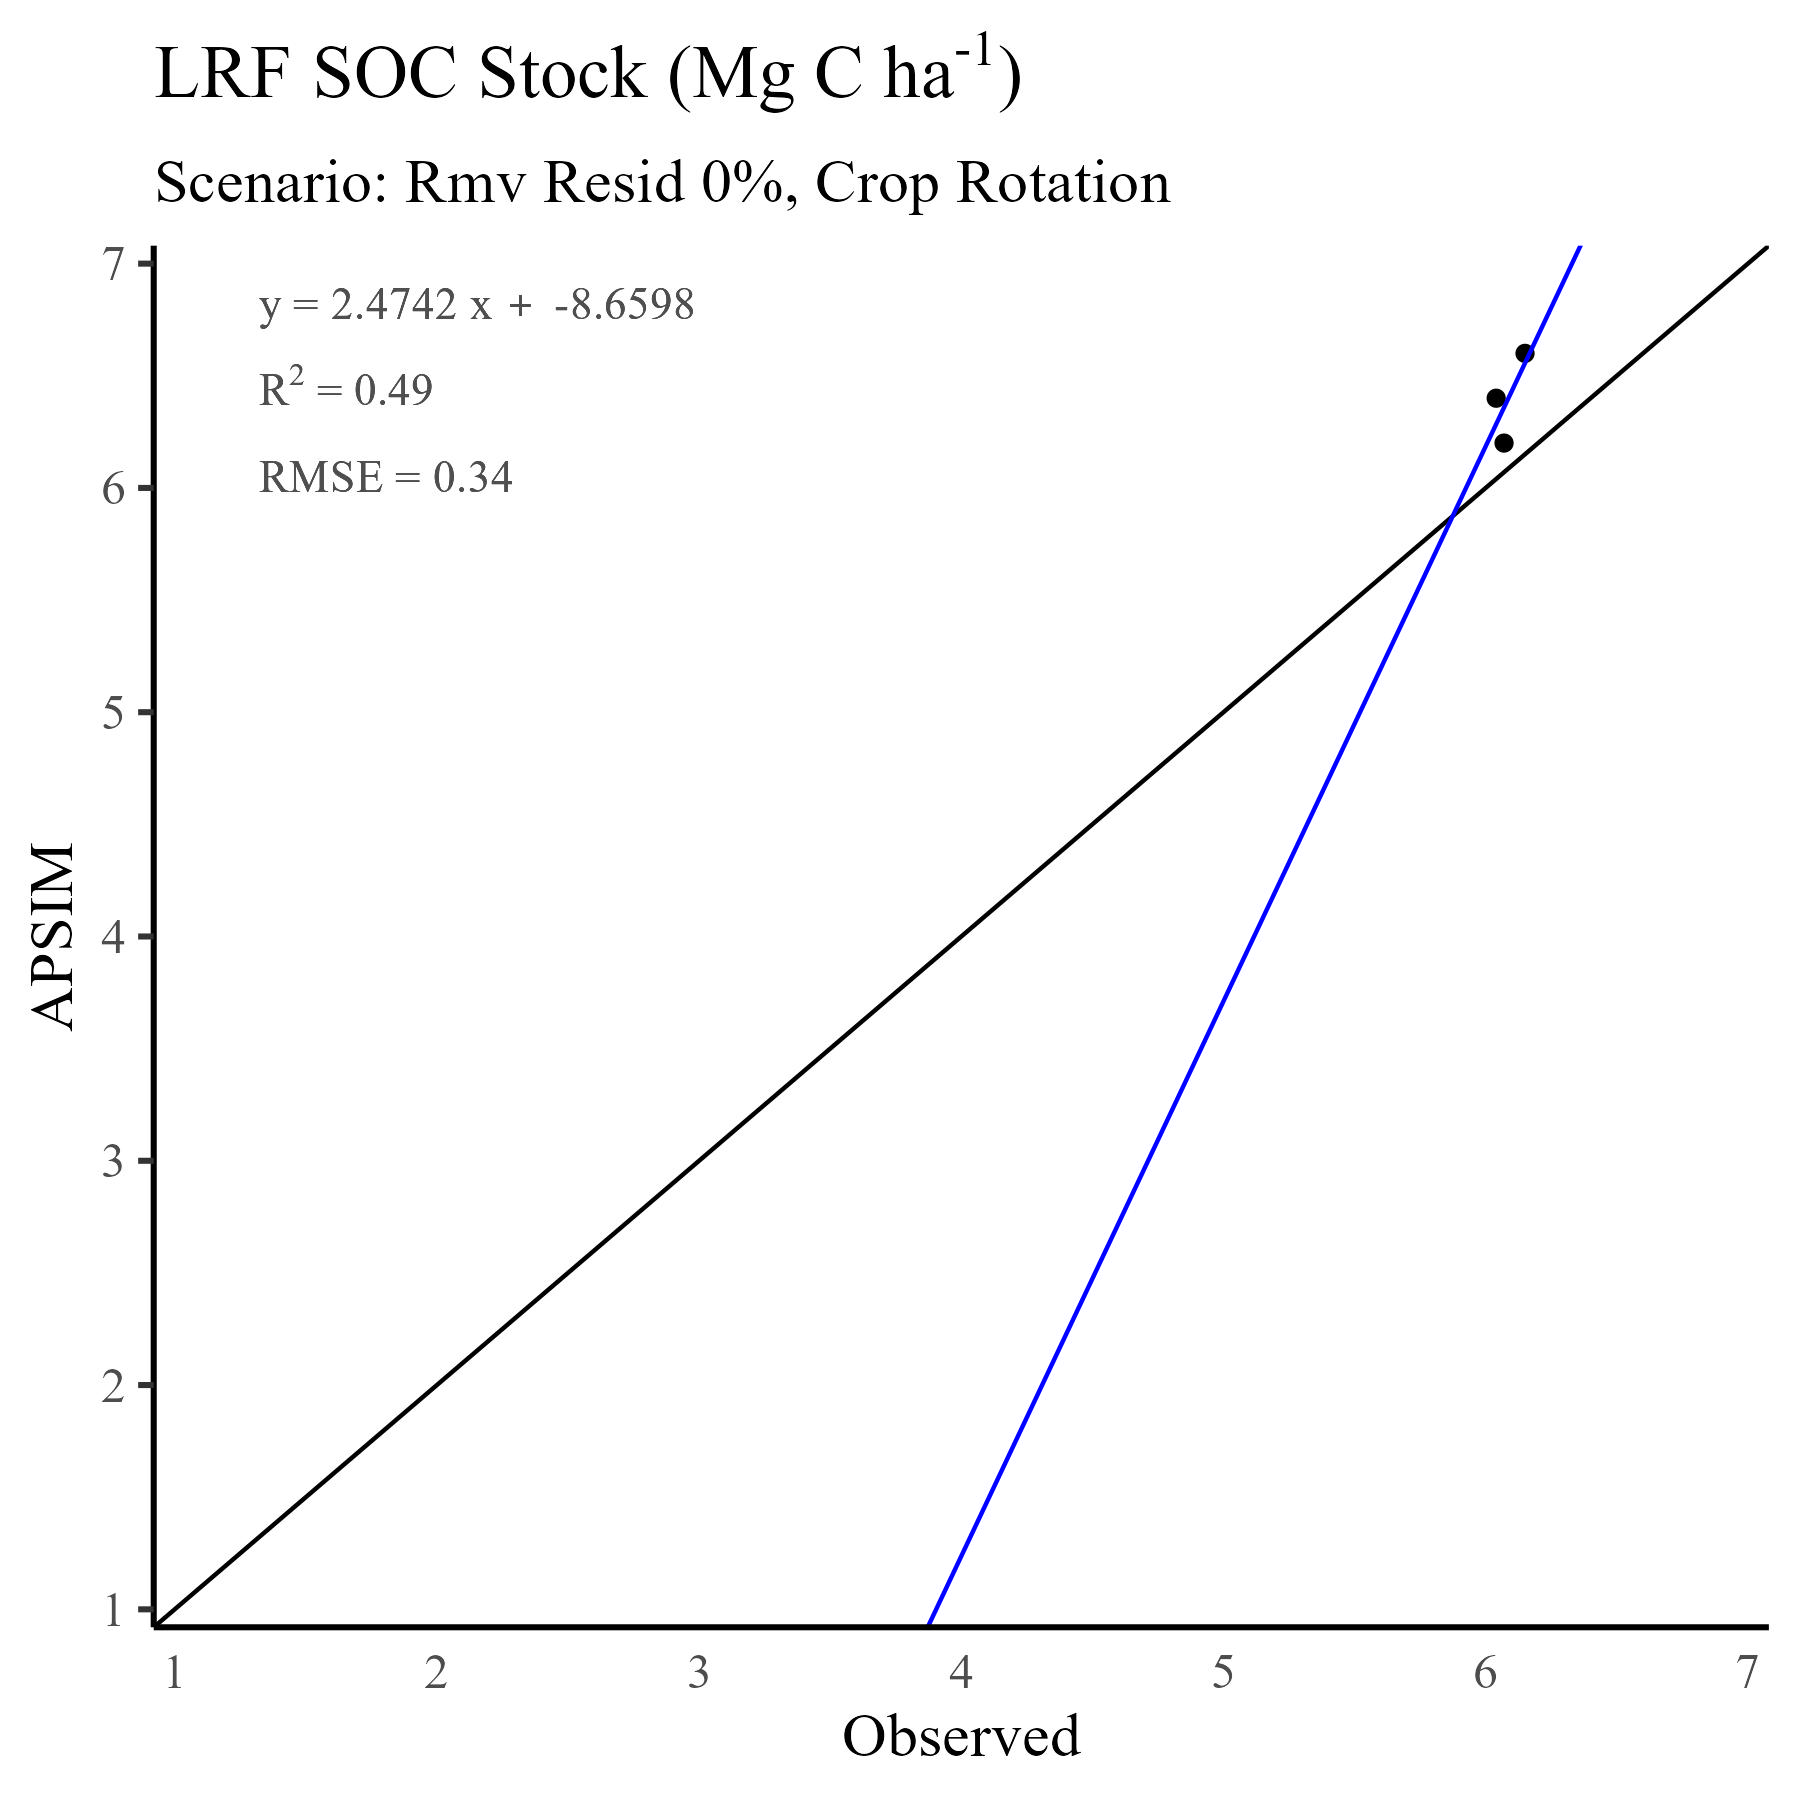 LRF SOC Stock (Mg C ha⁻¹)
Scenario: Rmv Resid 0%, Crop Rotation
y = 2.4742 x + -8.6598
R² = 0.49
RMSE = 0.34
7
6
5
4
3
2
1
APSIM
1 2 3 4 5 6 7
Observed